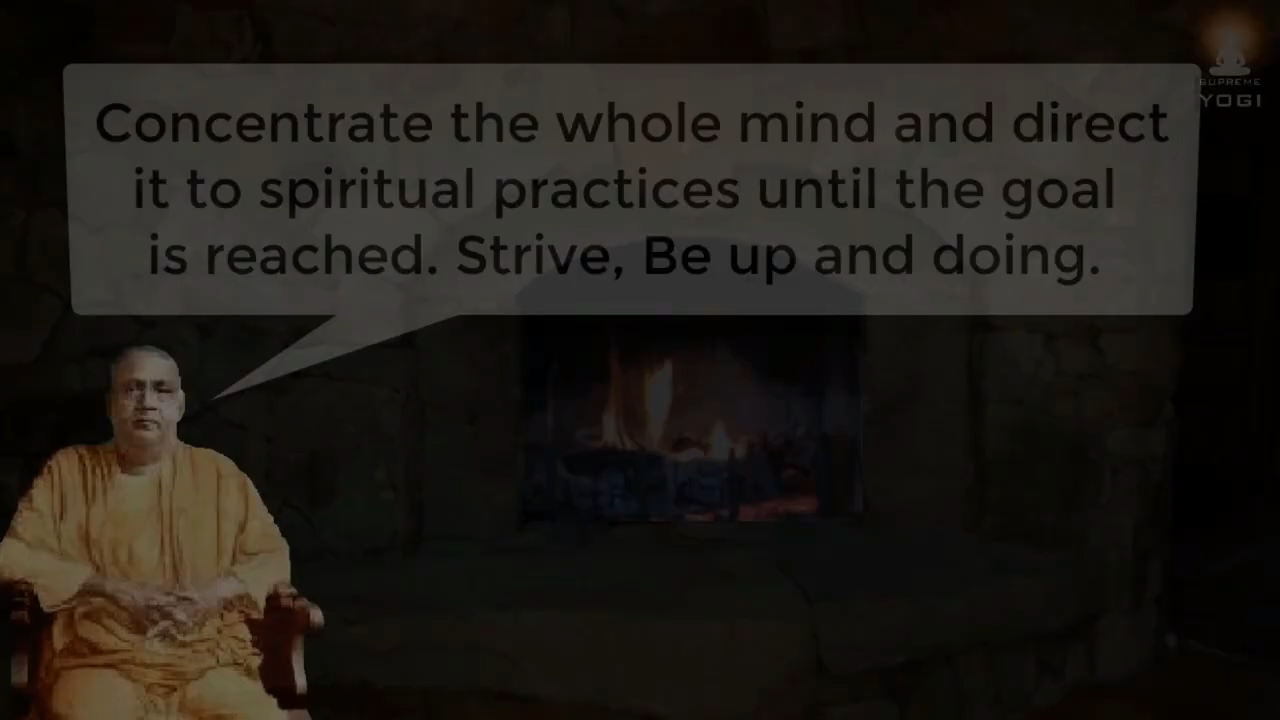 Concentrate the whole mind and direct
it to spiritual practices until the goal
is reached. Strive, Be up and doing.
SUPREME
YOGI